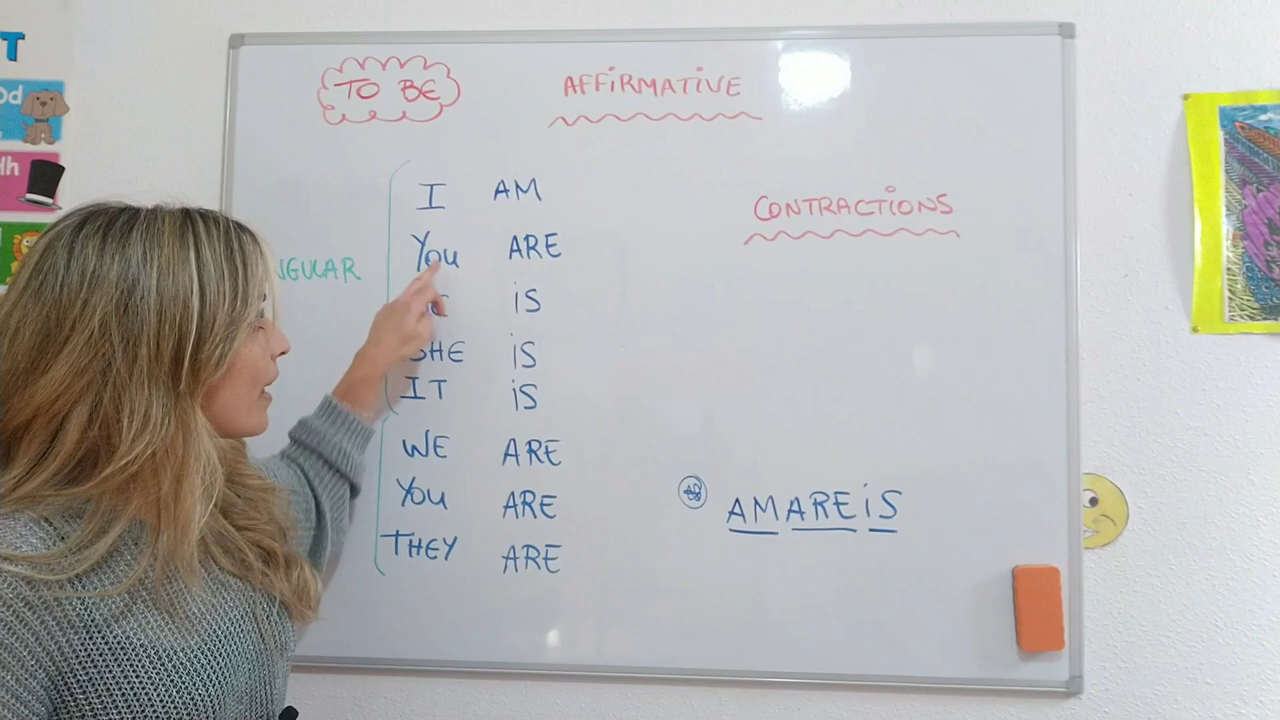 TO BE
AFFiRMATiVE
I AM
You ARE
iS
SHE iS
IT iS
WE ARE
You ARE
THEY ARE
CONTRACTiONS
AMAREiS
T
Hh